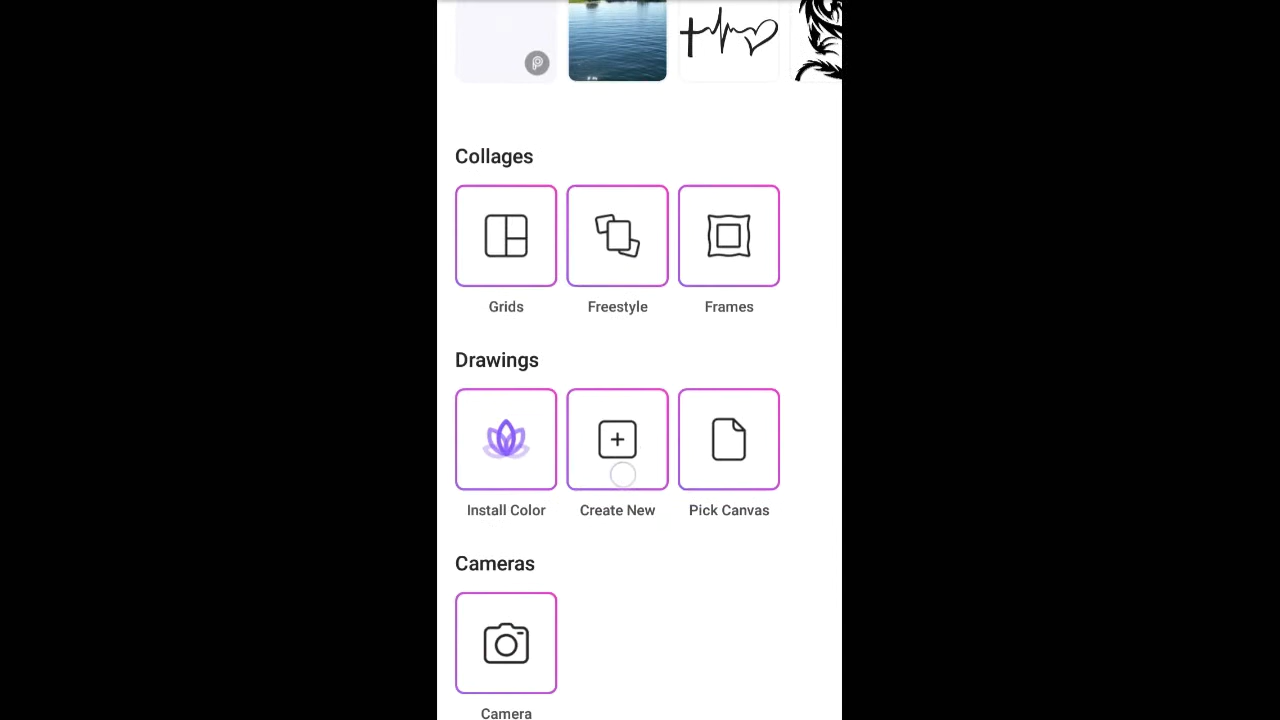 Collages
Grids
Freestyle
Frames
Drawings
Install Color
Create New
Pick Canvas
Cameras
Camera